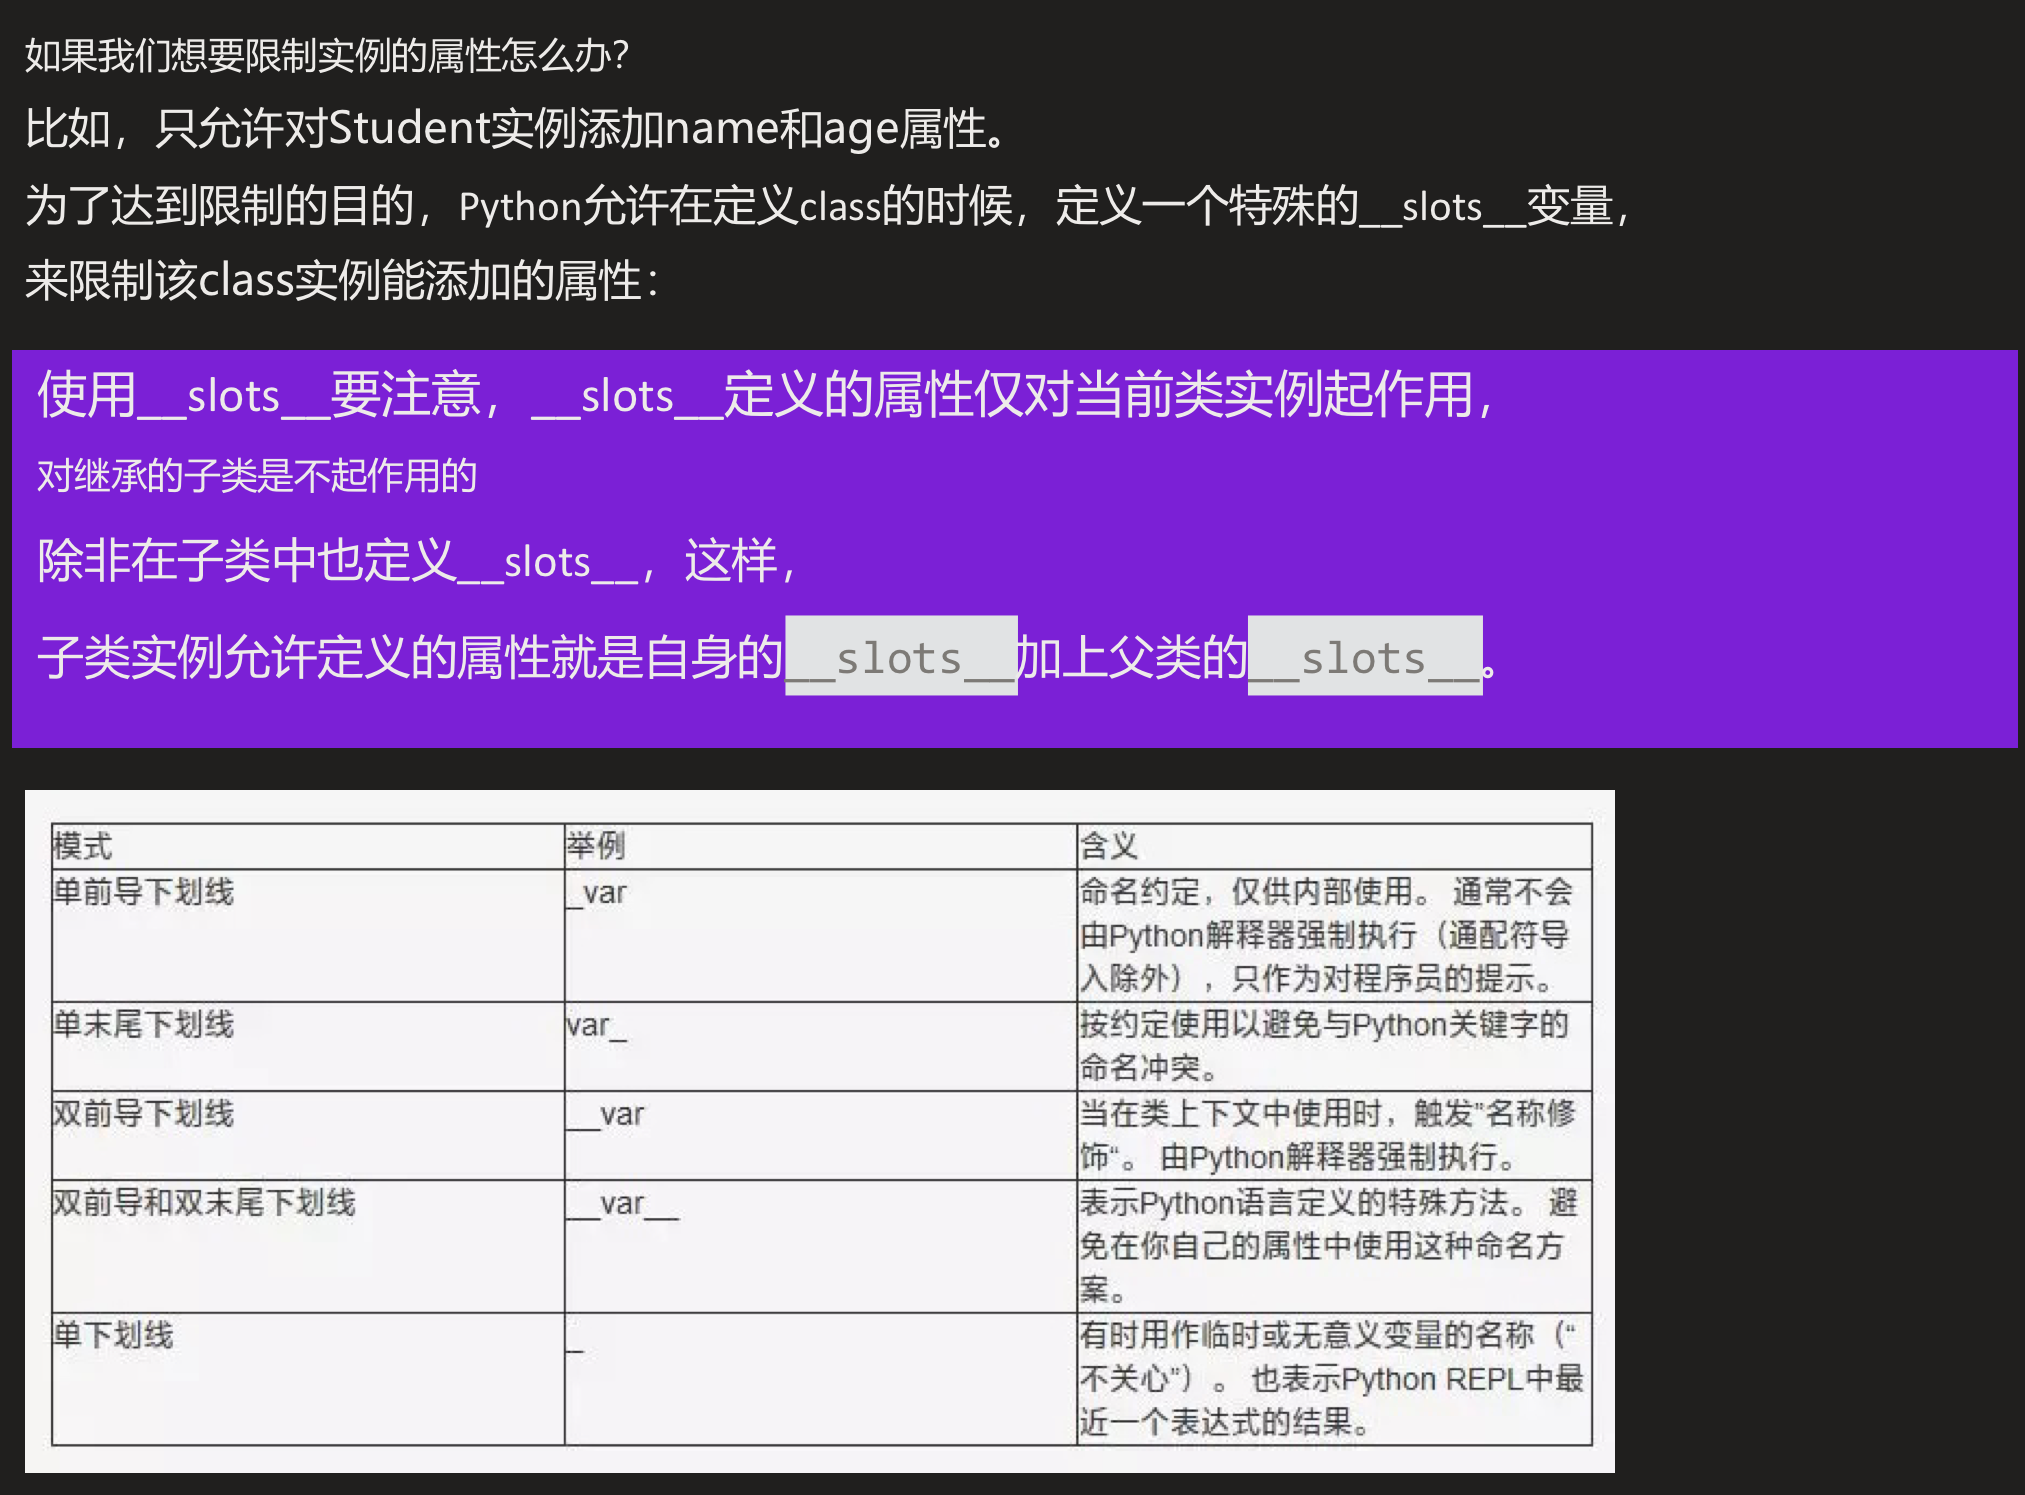 如果我们想要限制实例的属性怎么办?
比如，只允许对Student实例添加name和age属性。
为了达到限制的目的，Python允许在定义class的时候，定义一个特殊的__slots__变量，
来限制该class实例能添加的属性：
使用__slots__要注意，__slots__定义的属性仅对当前类实例起作用，
对继承的子类是不起作用的
除非在子类中也定义__slots__，这样，
子类实例允许定义的属性就是自身的__slots__加上父类的__slots__。
模式 举例 含义
单前导下划线 _var 命名约定，仅供内部使用。 通常不会
由Python解释器强制执行（通配符导
入除外），只作为对程序员的提示。
单末尾下划线 var_ 按约定使用以避免与Python关键字的
命名冲突。
双前导下划线 __var 当在类上下文中使用时，触发”名称修
饰“。 由Python解释器强制执行。
双前导和双末尾下划线 __var__ 表示Python语言定义的特殊方法。 避
免在你自己的属性中使用这种命名方
案。
单下划线 _ 有时用作临时或无意义变量的名称（“
不关心”）。 也表示Python REPL中最
近一个表达式的结果。